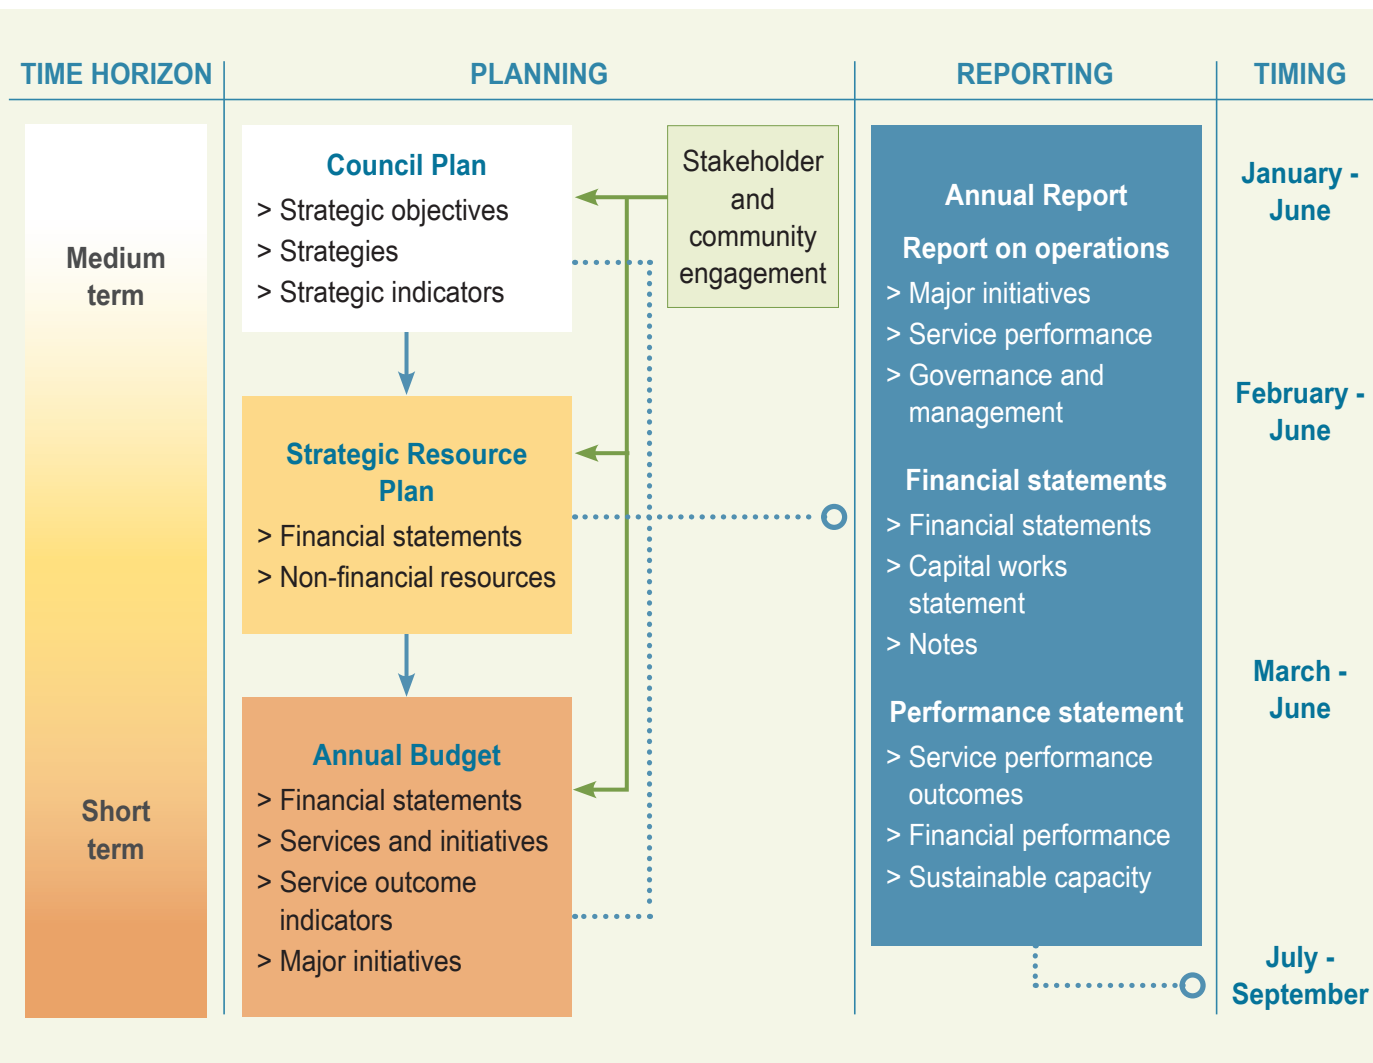 TIME HORIZON
PLANNING
REPORTING
TIMING
Medium
term
Short
term
Council Plan
> Strategic objectives
> Strategies
> Strategic indicators
Stakeholder
and
community
engagement
Strategic Resource
Plan
> Financial statements
> Non-financial resources
Annual Budget
> Financial statements
> Services and initiatives
> Service outcome
indicators
> Major initiatives
Annual Report
Report on operations
> Major initiatives
> Service performance
> Governance and
management
Financial statements
> Financial statements
> Capital works
statement
> Notes
Performance statement
> Service performance
outcomes
> Financial performance
> Sustainable capacity
January -
June
February -
June
March -
June
July -
September